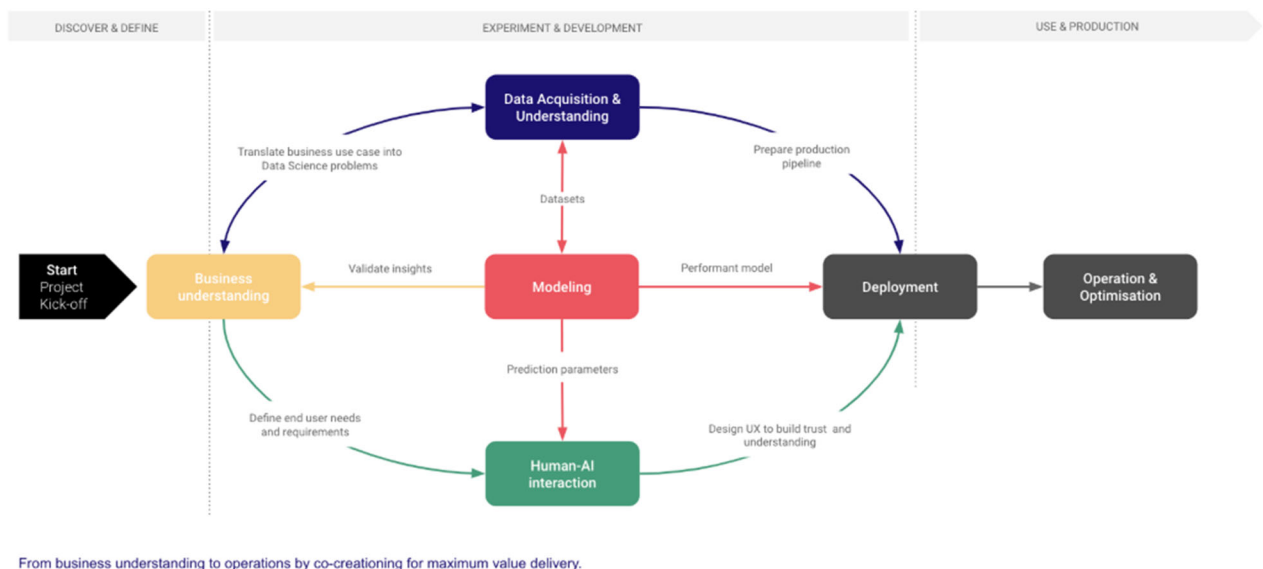 DISCOVER & DEFINE
EXPERIMENT & DEVELOPMENT
USE & PRODUCTION
Data Acquisition &
Understanding
Translate business use case into
Data Science problems
Prepare production
pipeline
Datasets
Start
Project
Kick-off
Business
understanding
Validate insights
Modeling
Performant model
Deployment
Operation &
Optimisation
Prediction parameters
Define end user needs
and requirements
Design UX to build trust and
understanding
Human-AI
interaction
From business understanding to operations by co-creationing for maximum value delivery.